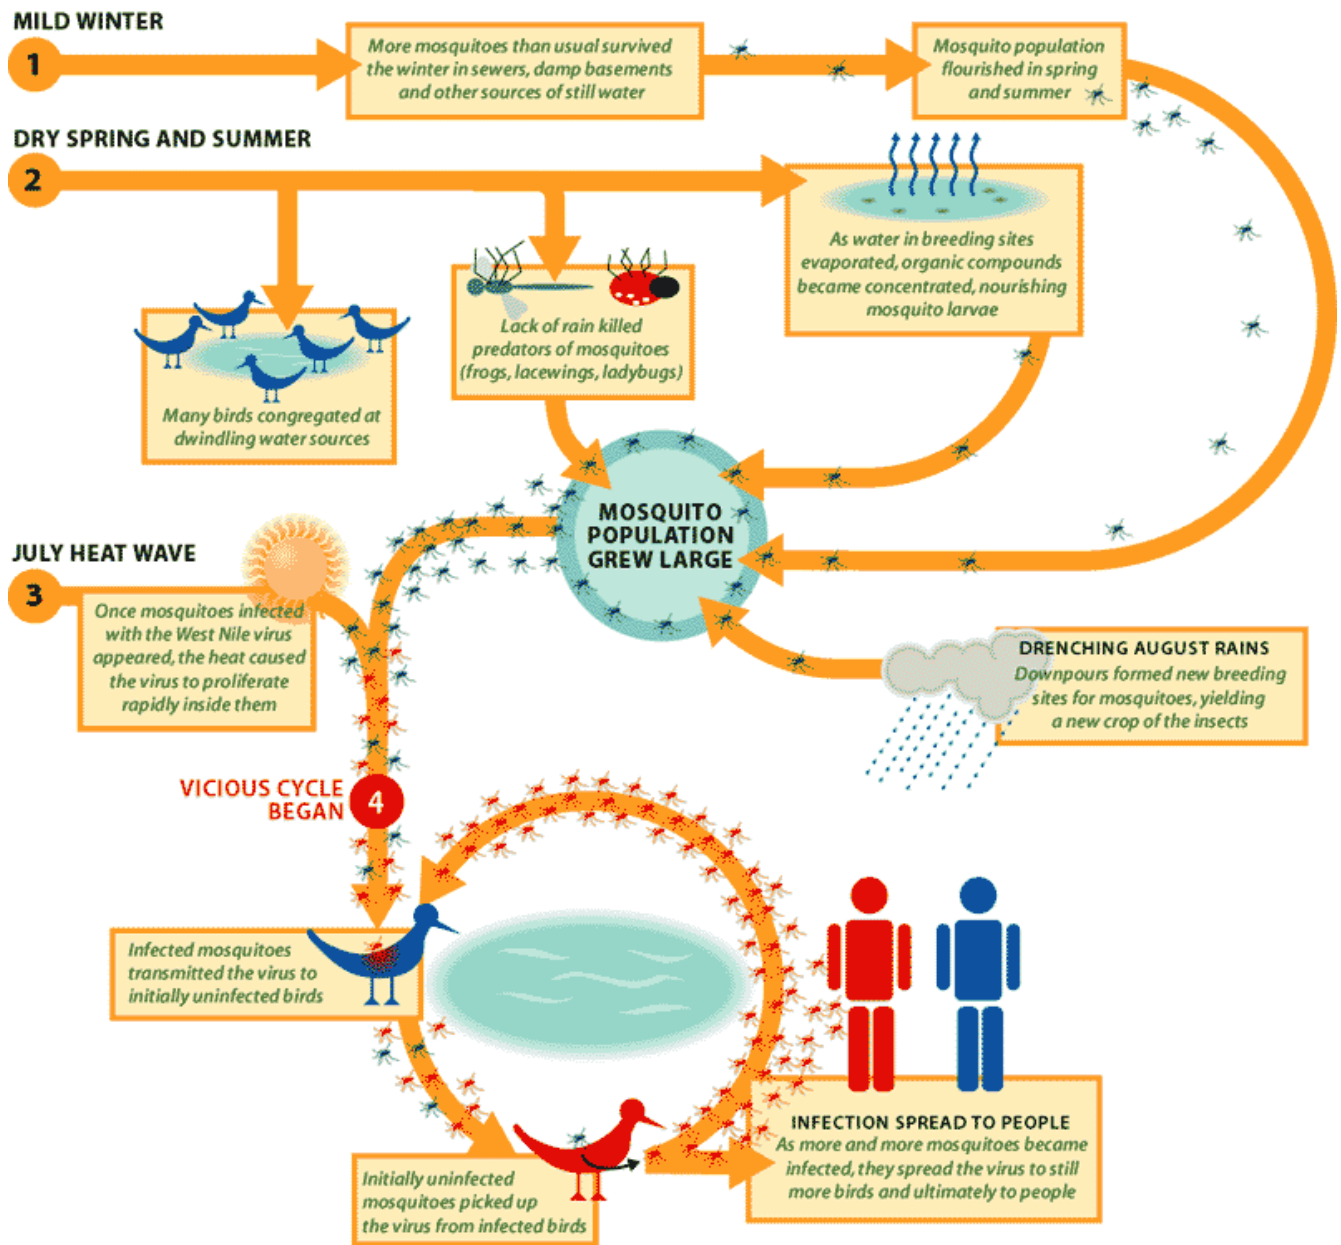 MILD WINTER
1
More mosquitoes than usual survived
the winter in sewers, damp basements
and other sources of still water
Mosquito population
flourished in spring
and summer
DRY SPRING AND SUMMER
2
As water in breeding sites
evaporated, organic compounds
became concentrated, nourishing
mosquito larvae
Lack of rain killed
predators of mosquitoes
(frogs, lacewings, ladybugs)
Many birds congregated at
dwindling water sources
MOSQUITO
POPULATION
GREW LARGE
JULY HEAT WAVE
3
Once mosquitoes infected
with the West Nile virus
appeared, the heat caused
the virus to proliferate
rapidly inside them
DRENCHING AUGUST RAINS
Downpours formed new breeding
sites for mosquitoes, yielding
a new crop of the insects
VICIOUS CYCLE
BEGAN
4
Infected mosquitoes
transmitted the virus to
initially uninfected birds
Initially uninfected
mosquitoes picked up
the virus from infected birds
INFECTION SPREAD TO PEOPLE
As more and more mosquitoes became
infected, they spread the virus to still
more birds and ultimately to people